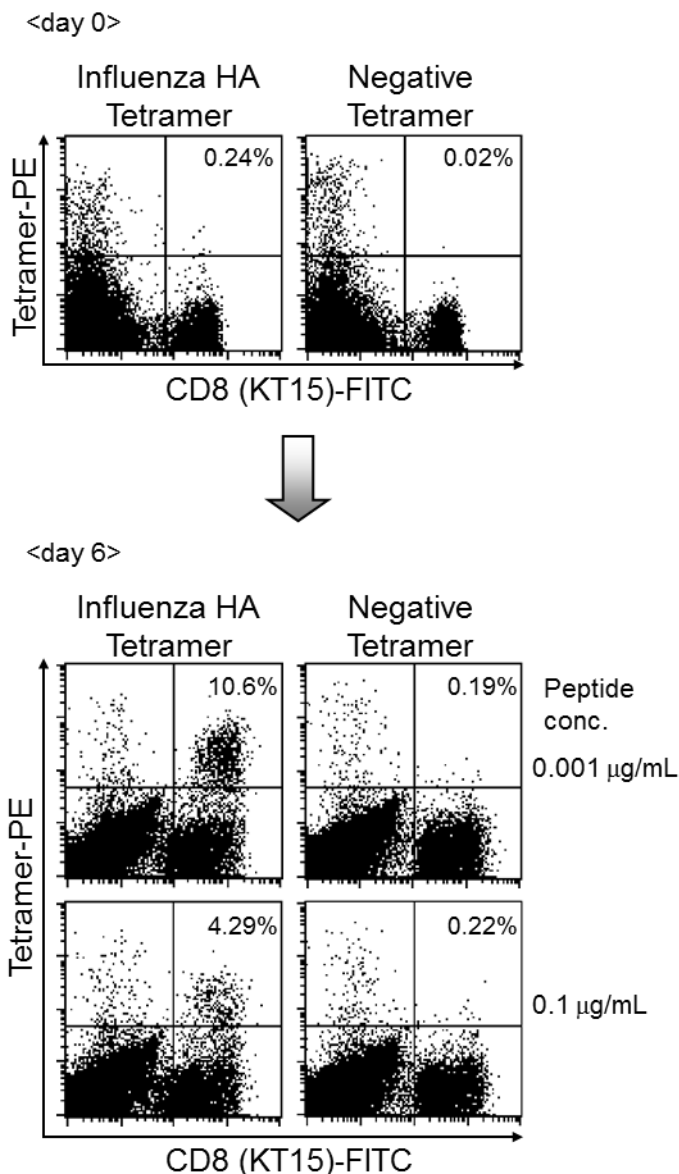 <day 0>
Influenza HA
Tetramer
Negative
Tetramer
0.24%
0.02%
Tetramer-PE
CD8 (KT15)-FITC
<day 6>
Influenza HA
Tetramer
Negative
Tetramer
10.6%
0.19%
Peptide
conc.
0.001 μg/mL
4.29%
0.22%
0.1 μg/mL
Tetramer-PE
CD8 (KT15)-FITC